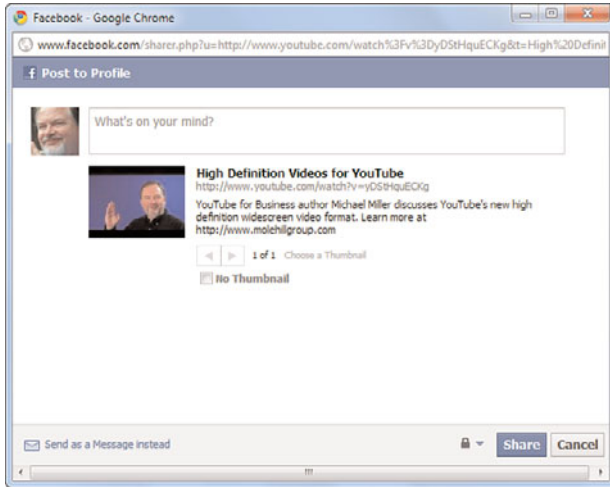 Facebook - Google Chrome
www.facebook.com/sharer.php?u=http://www.youtube.com/watch%3Fv%3DyDStHquECKg&t=High%20Definit
Post to Profile
What's on your mind?
High Definition Videos for YouTube
http://www.youtube.com/watch?v=yDStHquECKg
YouTube for Business author Michael Miller discusses YouTube's new high
definition widescreen video format. Learn more at
http://www.molehillgroup.com
1 of 1 Choose a Thumbnail
No Thumbnail
Send as a Message instead
Share
Cancel